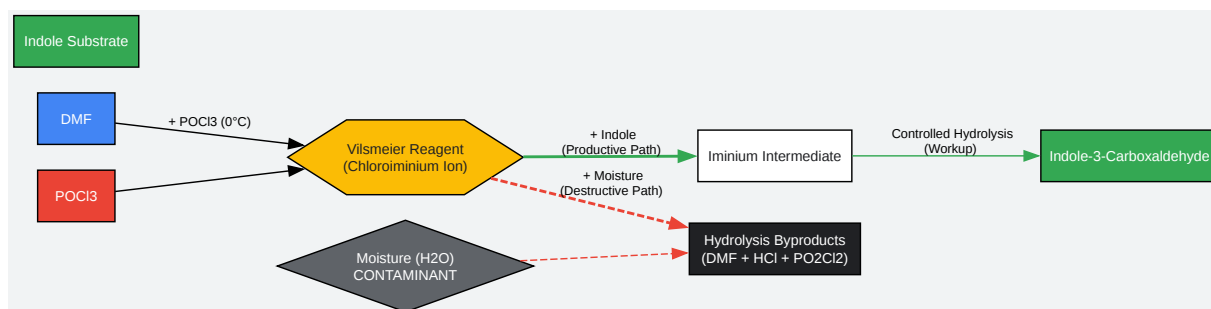 Indole Substrate
DMF
+ POCl3 (0°C)
POCl3
Vilsmeier Reagent
(Chloroiminium Ion)
+ Indole
(Productive Path)
+ Moisture
(Destructive Path)
Iminium Intermediate
Controlled Hydrolysis
(Workup)
Indole-3-Carboxaldehyde
Moisture (H2O)
CONTAMINANT
Hydrolysis Byproducts
(DMF + HCl + PO2Cl2)